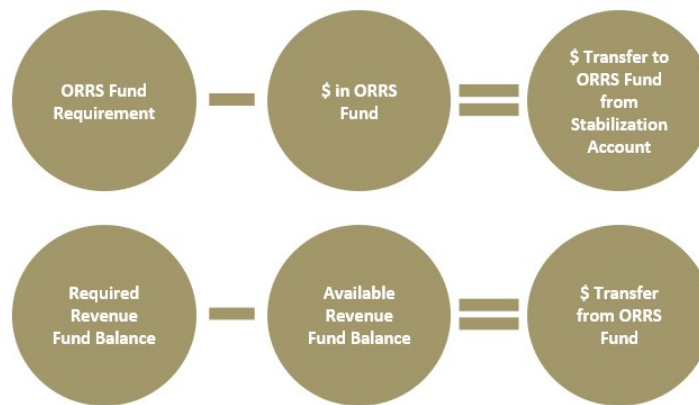 ORRS Fund
Requirement
$ in ORRS
Fund
$ Transfer to
ORRS Fund
from
Stabilization
Account
Required
Revenue
Fund Balance
Available
Revenue
Fund Balance
$ Transfer
from ORRS
Fund